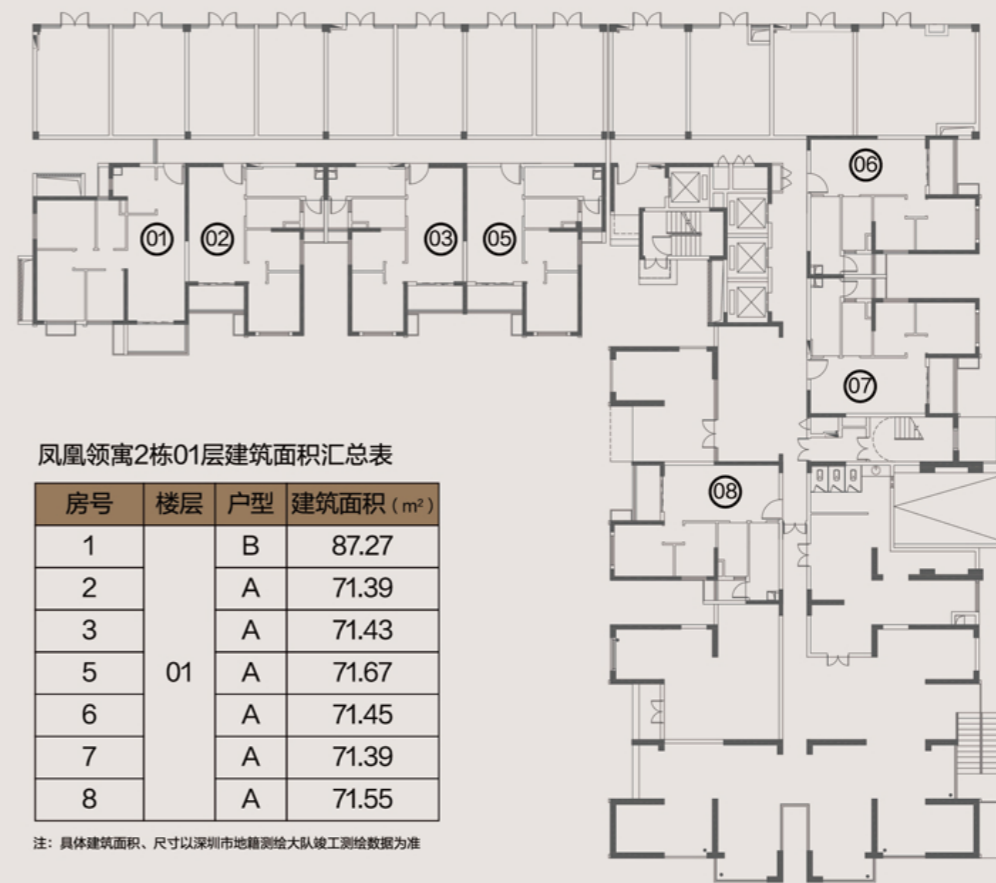 06
01
02
03
05
07
凤凰领寓2栋01层建筑面积汇总表
房号 楼层 户型 建筑面积(m²)
08
1 B 87.27
2 A 71.39
3 A 71.43
5 01 A 71.67
6 A 71.45
7 A 71.39
8 A 71.55
注：具体建筑面积、尺寸以深圳市地籍测绘大队竣工测绘数据为准